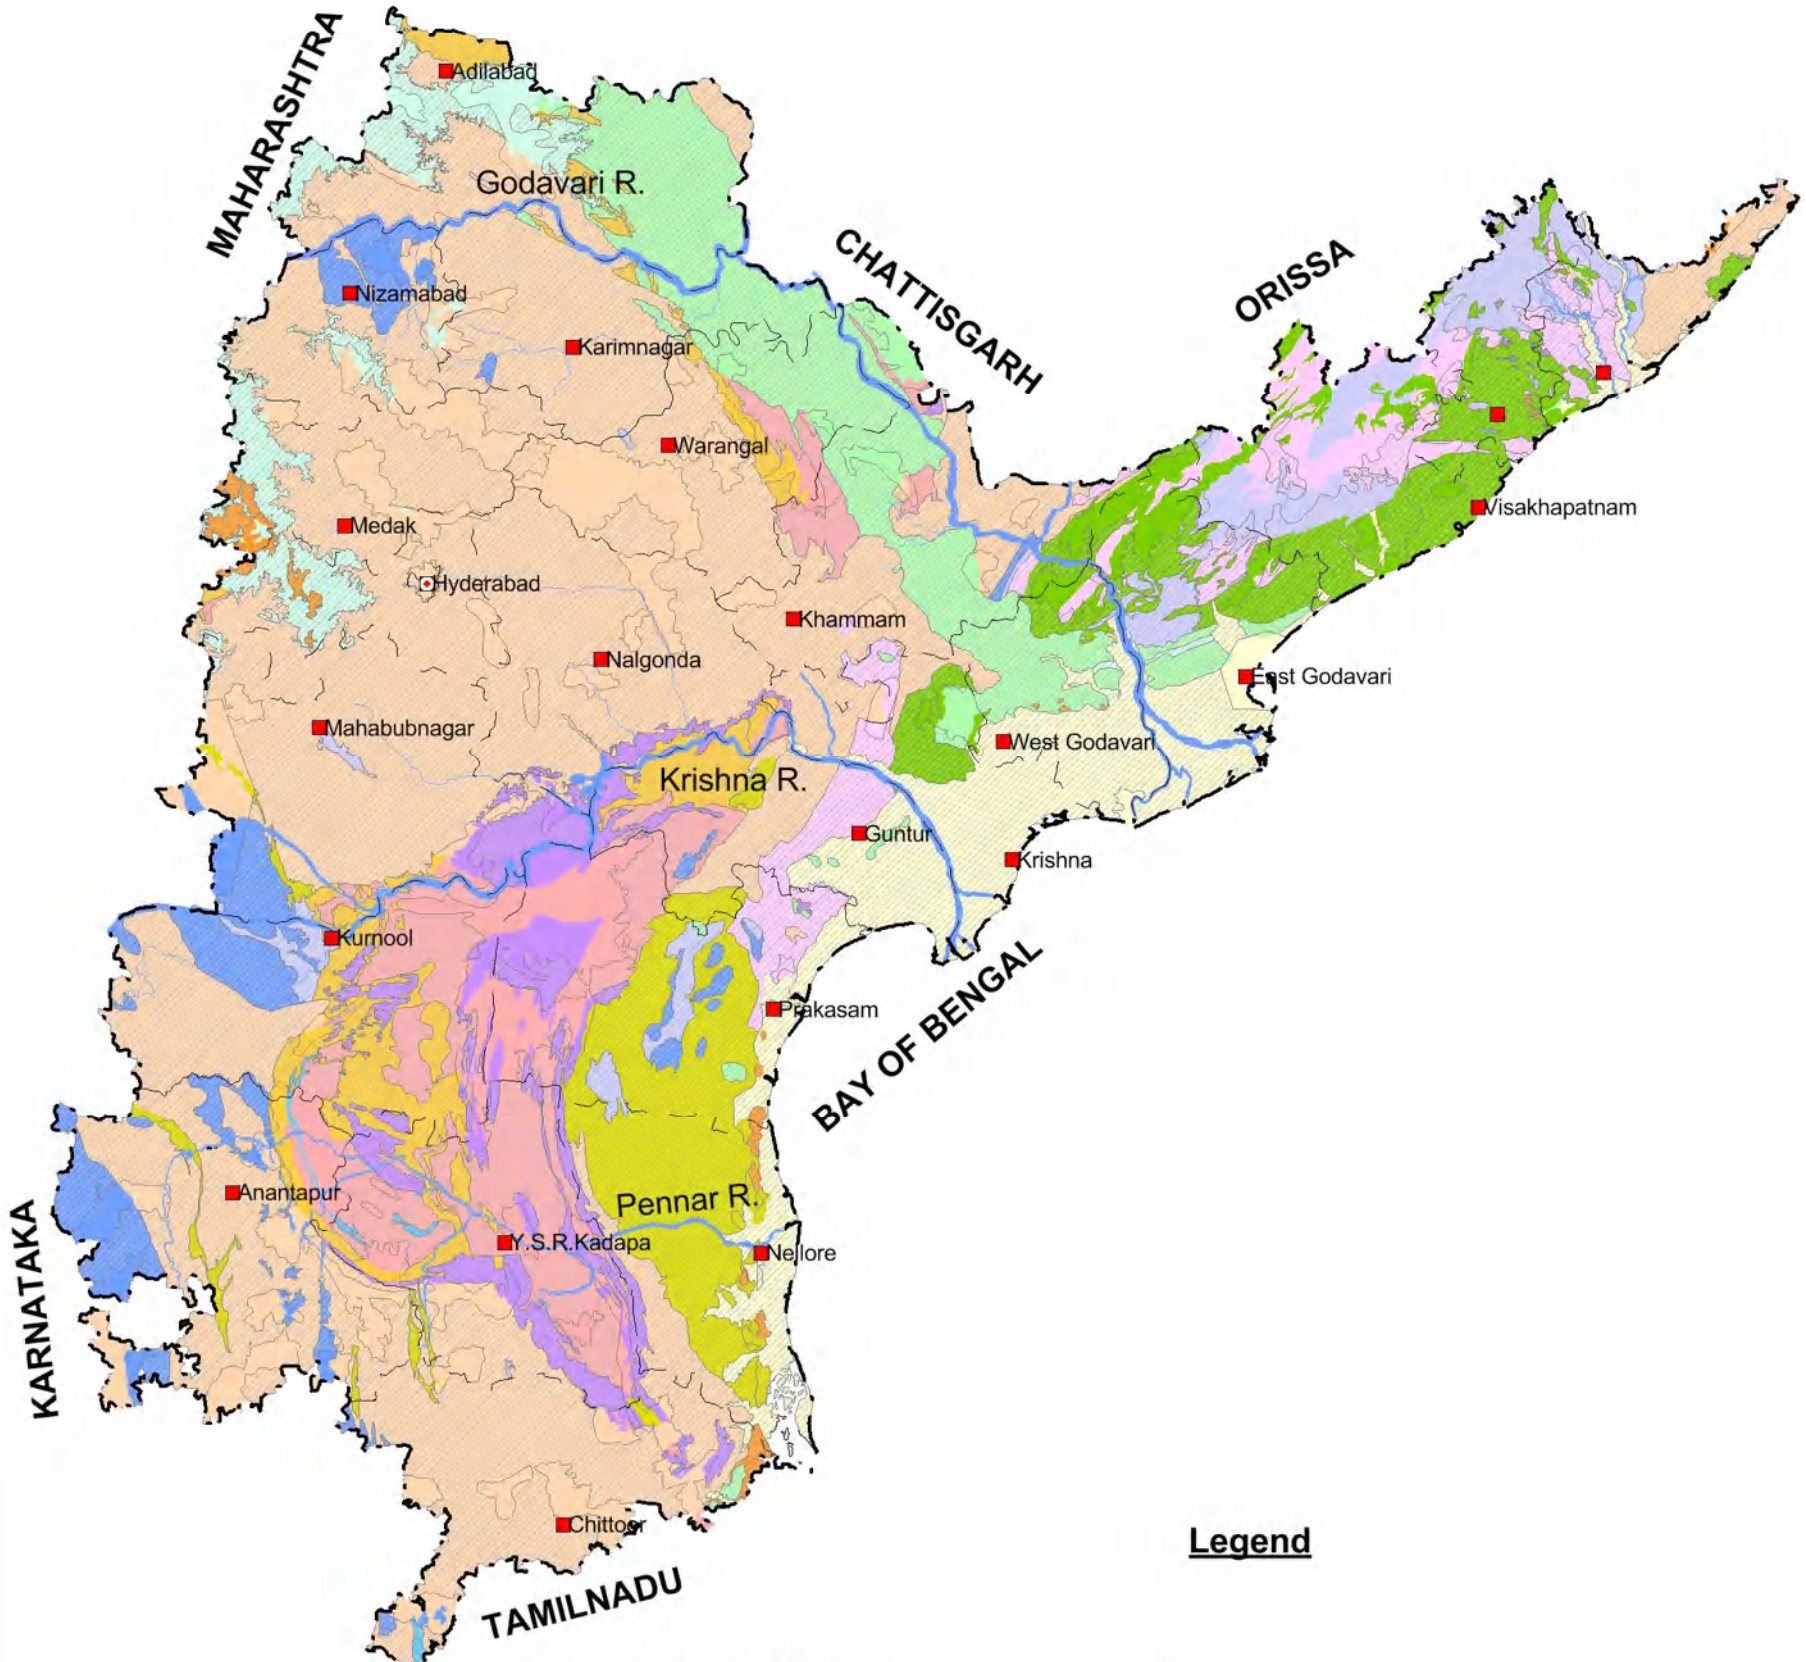 MAHARASHTRA
Adilabad
Godavari R.
CHATTISGARH
ORISSA
Nizamabad
Karimnagar
Warangal
Visakhapatnam
Medak
Hyderabad
Khammam
Nalgonda
East Godavari
Mahabubnagar
West Godavari
Krishna R.
Guntur
Krishna
Kurnool
Prakasam
BAY OF BENGAL
Anantapur
Pennar R.
Y.S.R.Kadapa
Nellore
KARNATAKA
Chittoor
Legend
TAMILNADU